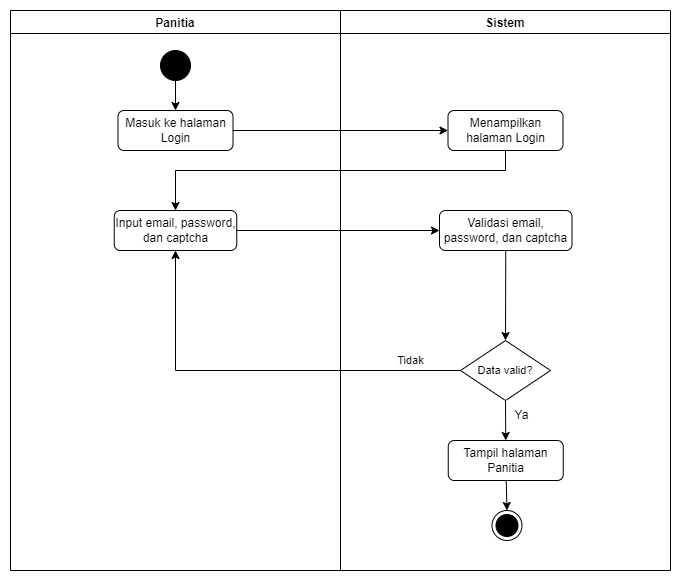 Panitia
Sistem
Masuk ke halaman
Login
Menampilkan
halaman Login
Input email, password,
dan captcha
Validasi email,
password, dan captcha
Tidak
Data valid?
Ya
Tampil halaman
Panitia